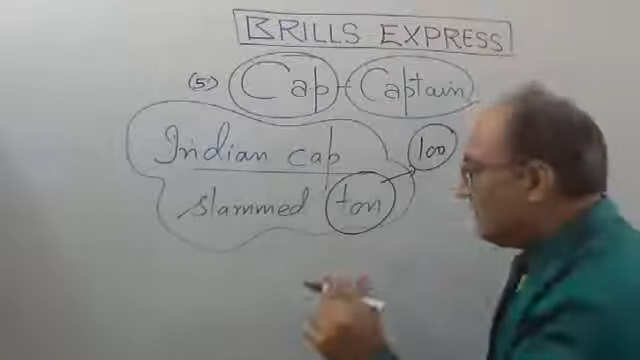 BRILLS EXPRESS
(5) Cap - Captain
Indian cap 100
slammed ton